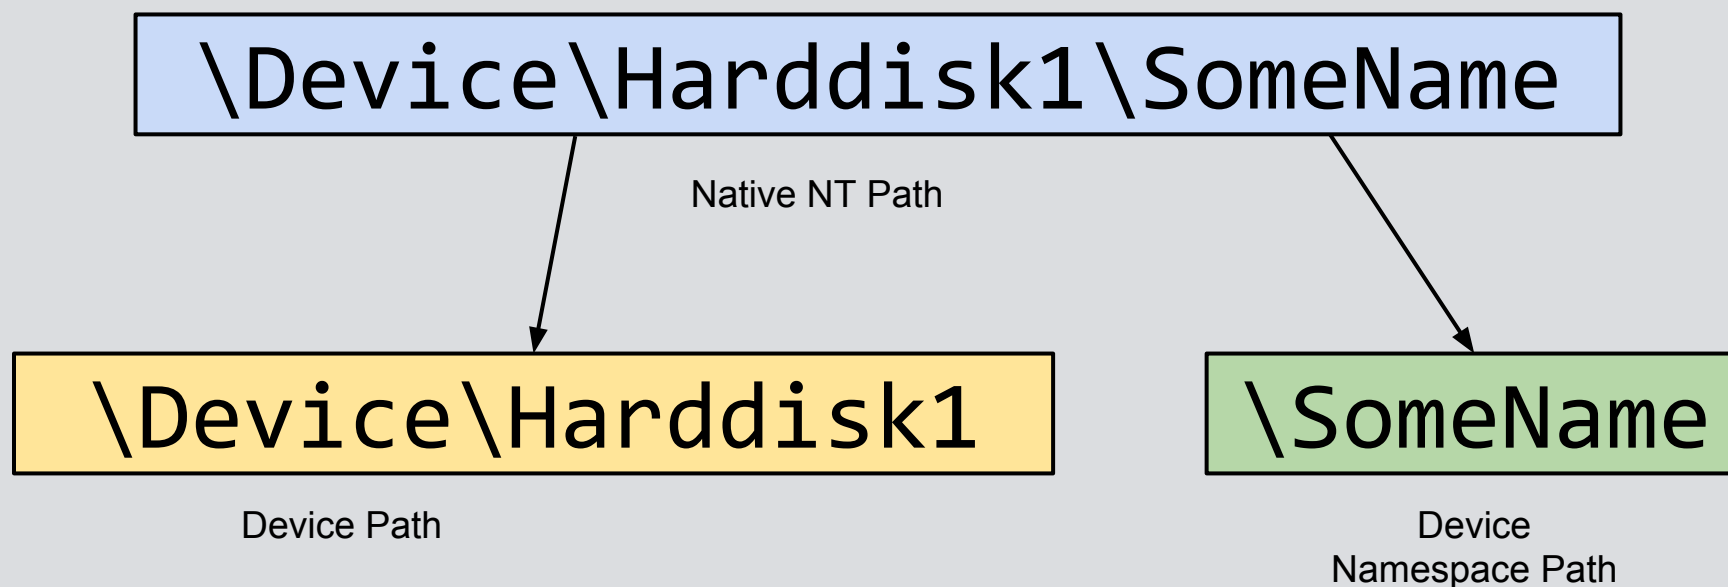 \Device\Harddisk1\SomeName
Native NT Path
\Device\Harddisk1
\SomeName
Device Path
Device
Namespace Path